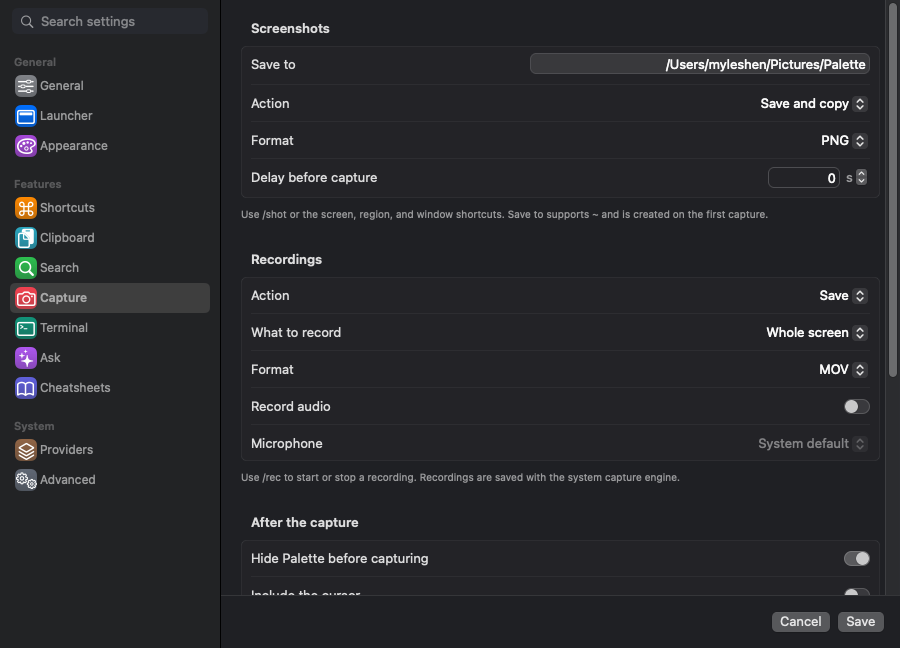 Search settings
General
General
Launcher
Appearance
Features
Shortcuts
Clipboard
Search
Capture
Terminal
Ask
Cheatsheets
System
Providers
Advanced
Screenshots
Save to /Users/myleshen/Pictures/Palette
Action Save and copy
Format PNG
Delay before capture 0 s
Use /shot or the screen, region, and window shortcuts. Save to supports ~ and is created on the first capture.
Recordings
Action Save
What to record Whole screen
Format MOV
Record audio
Microphone System default
Use /rec to start or stop a recording. Recordings are saved with the system capture engine.
After the capture
Hide Palette before capturing
Include the cursor
Cancel Save